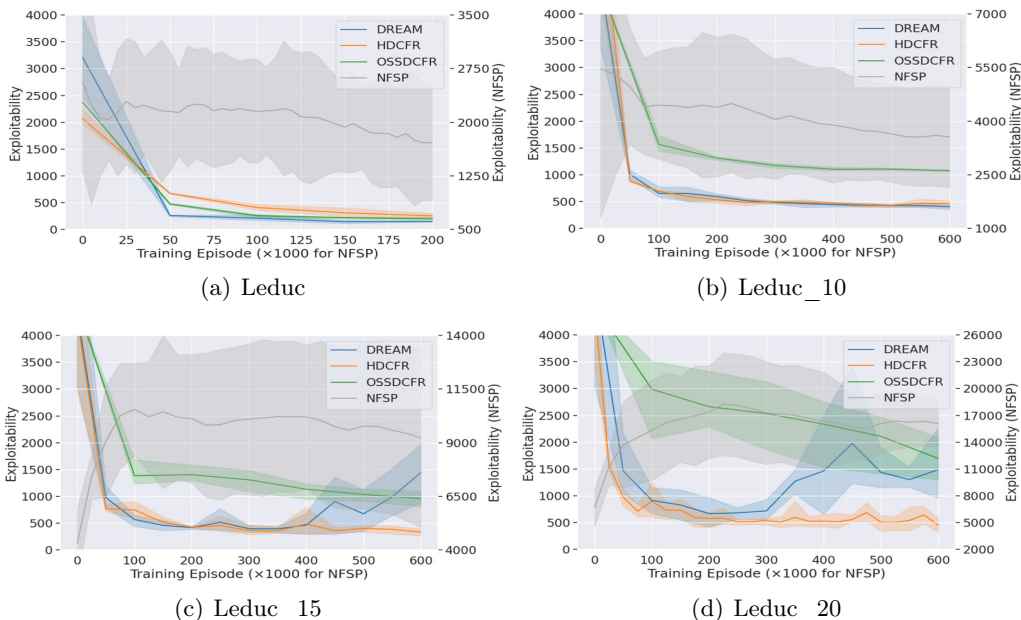 4000
3500
3000
2500
2000
1500
1000
500
0
Exploitability
3500
2750
2000
1250
500
Exploitability (NFSP)
DREAM
HDCFR
OSSDCFR
NFSP
0 25 50 75 100 125 150 175 200
Training Episode (×1000 for NFSP)
(a) Leduc
4000
3500
3000
2500
2000
1500
1000
500
0
Exploitability
7000
5500
4000
2500
1000
Exploitability (NFSP)
DREAM
HDCFR
OSSDCFR
NFSP
0 100 200 300 400 500 600
Training Episode (×1000 for NFSP)
(b) Leduc_10
4000
3500
3000
2500
2000
1500
1000
500
0
Exploitability
14000
11500
9000
6500
4000
Exploitability (NFSP)
DREAM
HDCFR
OSSDCFR
NFSP
0 100 200 300 400 500 600
Training Episode (×1000 for NFSP)
(c) Leduc_15
4000
3500
3000
2500
2000
1500
1000
500
0
Exploitability
26000
23000
20000
17000
14000
11000
8000
5000
2000
Exploitability (NFSP)
DREAM
HDCFR
OSSDCFR
NFSP
0 100 200 300 400 500 600
Training Episode (×1000 for NFSP)
(d) Leduc_20